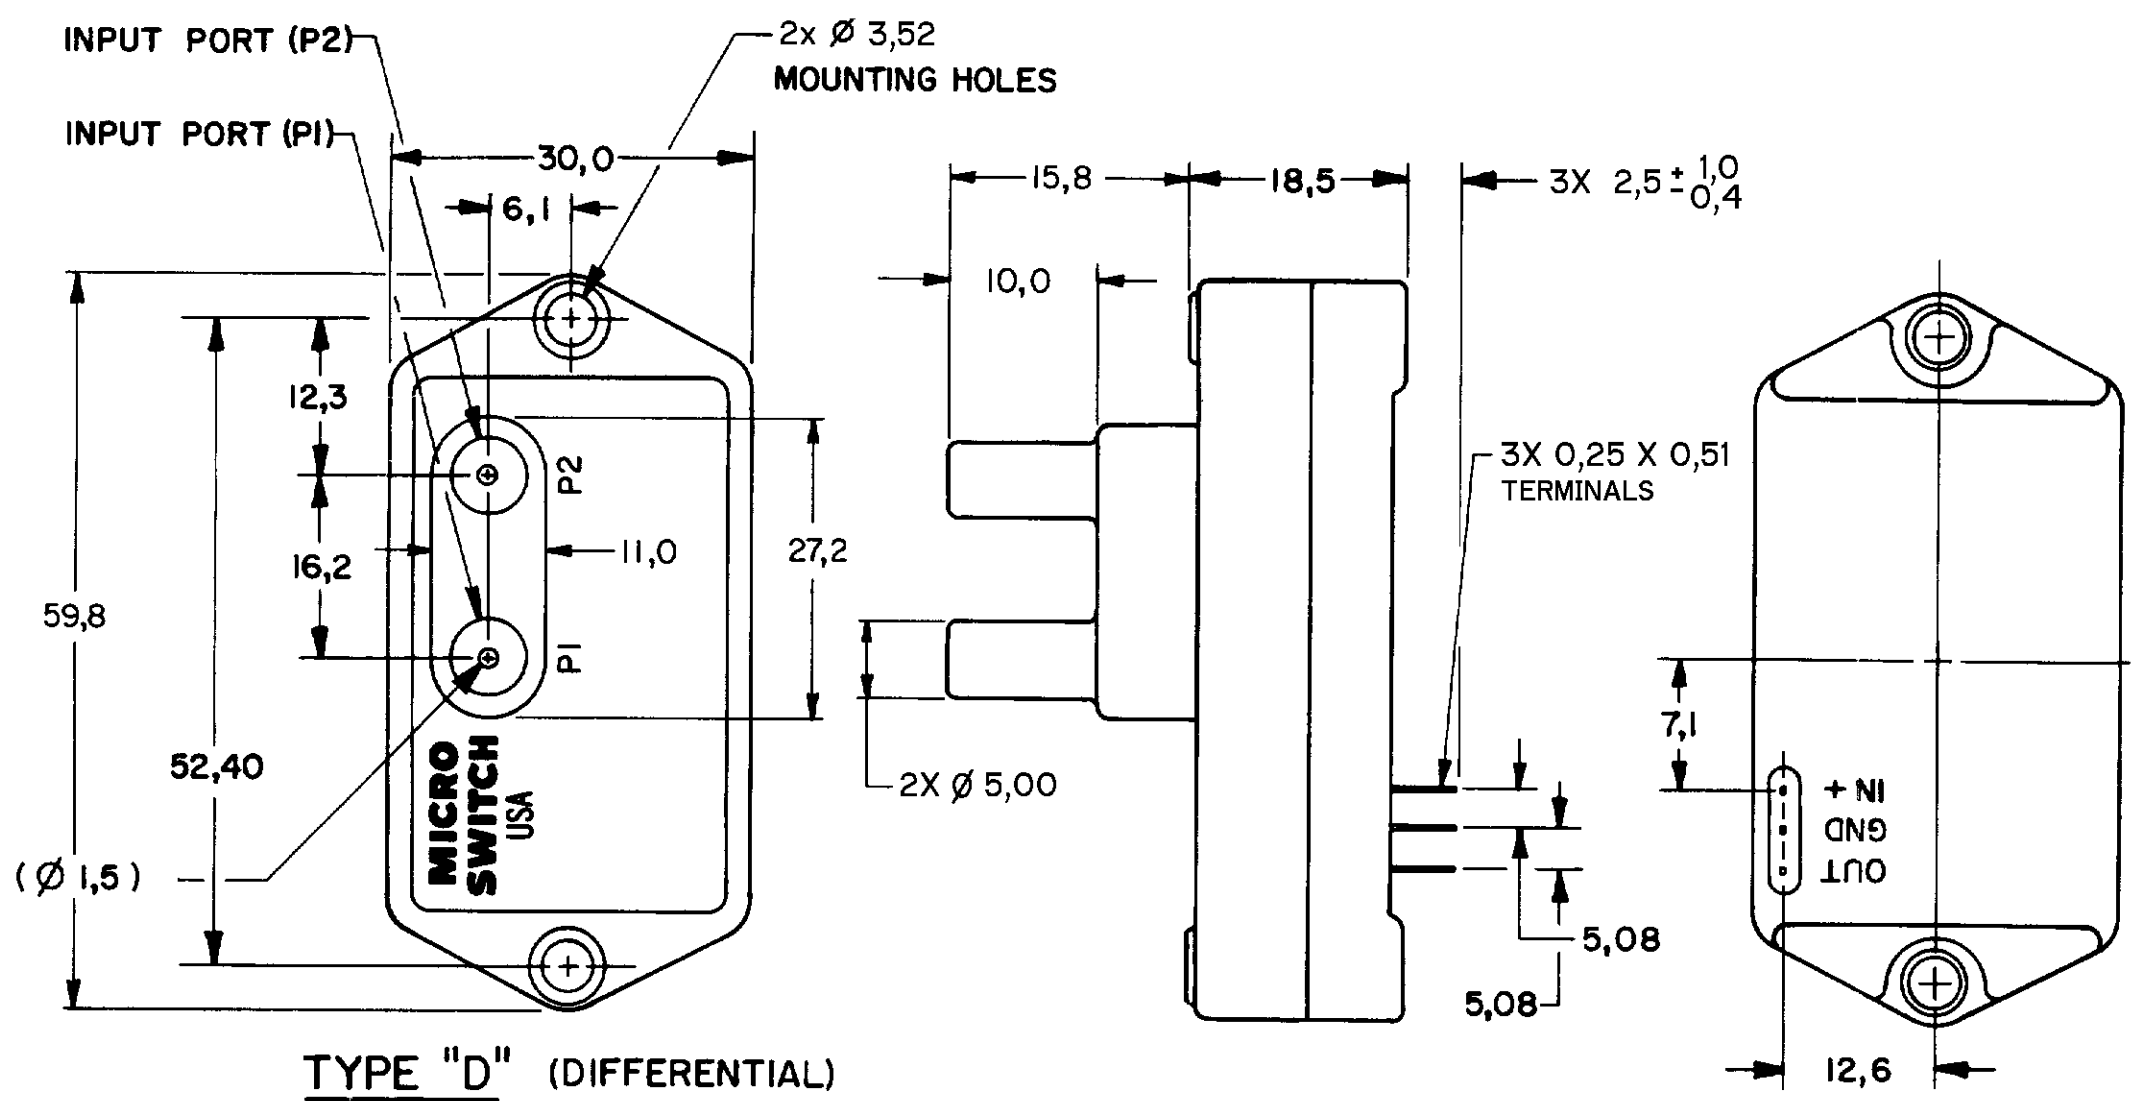 INPUT PORT (P2)
2x Ø 3,52
MOUNTING HOLES
INPUT PORT (P1)
30,0
6,1
15,8
18,5
3X 2,5 ± 1,0
- 0,4
10,0
12,3
P2
3X 0,25 X 0,51
TERMINALS
16,2
11,0
27,2
59,8
P1
7,1
52,40
2X Ø 5,00
MICRO
SWITCH
USA
IN +
GND
OUT
(Ø 1,5)
5,08
5,08
12,6
TYPE "D" (DIFFERENTIAL)